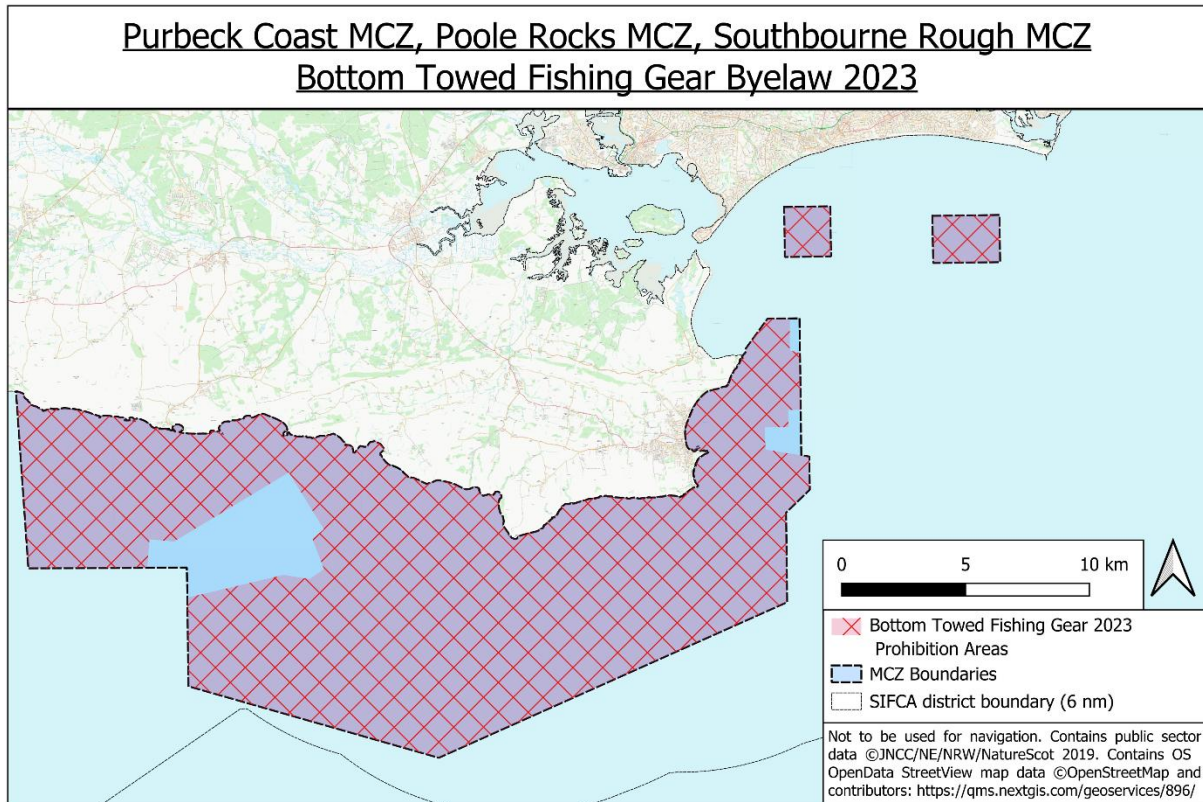 Purbeck Coast MCZ, Poole Rocks MCZ, Southbourne Rough MCZ
Bottom Towed Fishing Gear Byelaw 2023
0 5 10 km
Bottom Towed Fishing Gear 2023
Prohibition Areas
MCZ Boundaries
SIFCA district boundary (6 nm)
Not to be used for navigation. Contains public sector
data ©JNCC/NE/NRW/NatureScot 2019. Contains OS
OpenData StreetView map data ©OpenStreetMap and
contributors: https://qms.nextgis.com/geoservices/896/